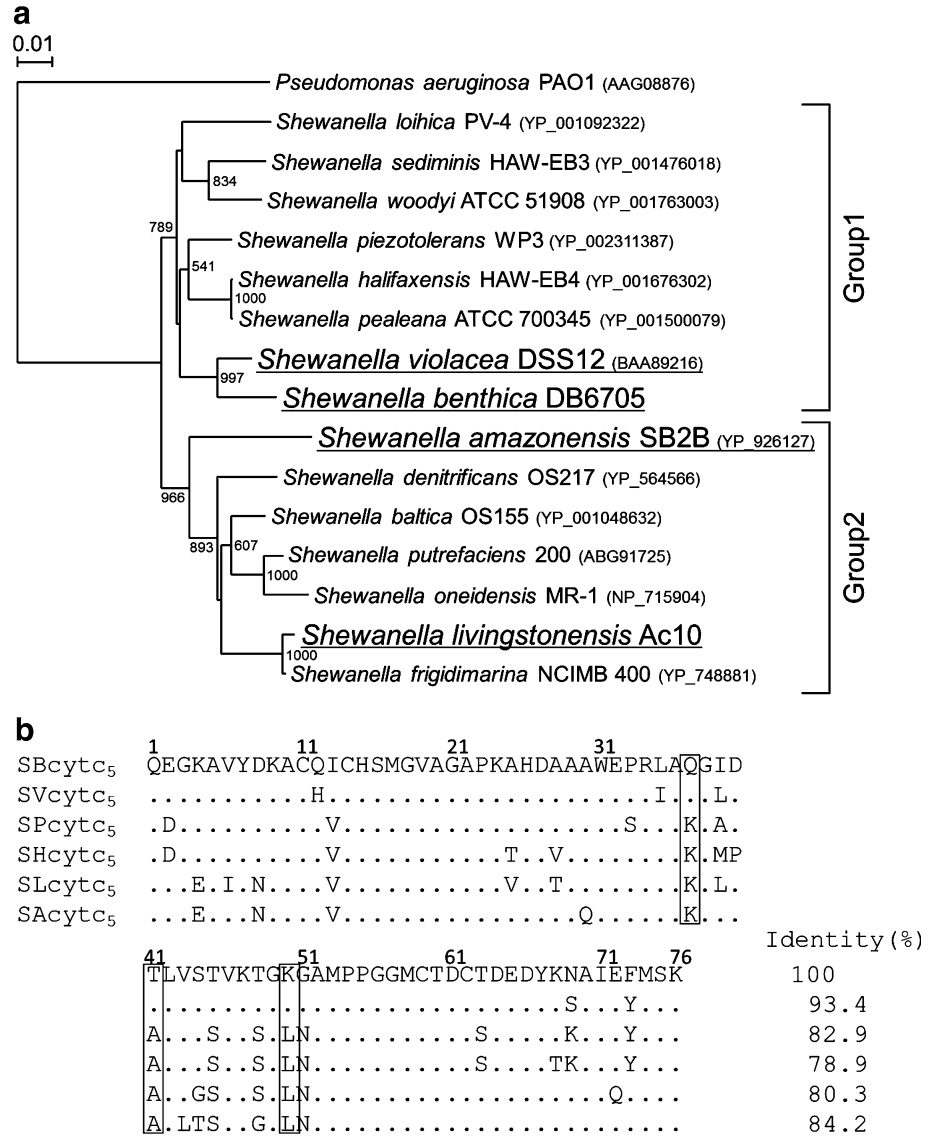 a
0.01
Pseudomonas aeruginosa PAO1 (AAG08876)
Shewanella loihica PV-4 (YP_001092322)
Shewanella sediminis HAW-EB3 (YP_001476018)
834
Shewanella woodyi ATCC 51908 (YP_001763003)
789
Shewanella piezotolerans WP3 (YP_002311387)
541
Shewanella halifaxensis HAW-EB4 (YP_001676302)
1000
Shewanella pealeana ATCC 700345 (YP_001500079)
Shewanella violacea DSS12 (BAA89216)
997
Shewanella benthica DB6705
Group1
Shewanella amazonensis SB2B (YP_926127)
966
Shewanella denitrificans OS217 (YP_564566)
893
Shewanella baltica OS155 (YP_001048632)
607
Shewanella putrefaciens 200 (ABG91725)
1000
Shewanella oneidensis MR-1 (NP_715904)
Shewanella livingstonensis Ac10
1000
Shewanella frigidimarina NCIMB 400 (YP_748881)
Group2
b
1 11 21 31
SBcytc5 QEGKAVYDKACQICHSMGVAGAPKAHDAAAWEPRLAQGID
SVcytc5 ...........H......................I...L.
SPcytc5 .D..........V...................S...K.A.
SHcytc5 .D..........V...........T..V........K.MP
SLcytc5 ...E.I.N....V...........V..T........K.L.
SAcytc5 ...E...N....V................Q......K...
41 51 61 71 76 Identity(%)
TLVSTVKTGKGAMPPGGMCTDCTDEDYKNAIEFMSK 100
............................S...Y... 93.4
A...S..S.LN...........S.....K...Y... 82.9
A...S..S.LN...........S....TK...Y... 78.9
A..GS..S.LN....................Q.... 80.3
A.LTS..G.LN......................... 84.2